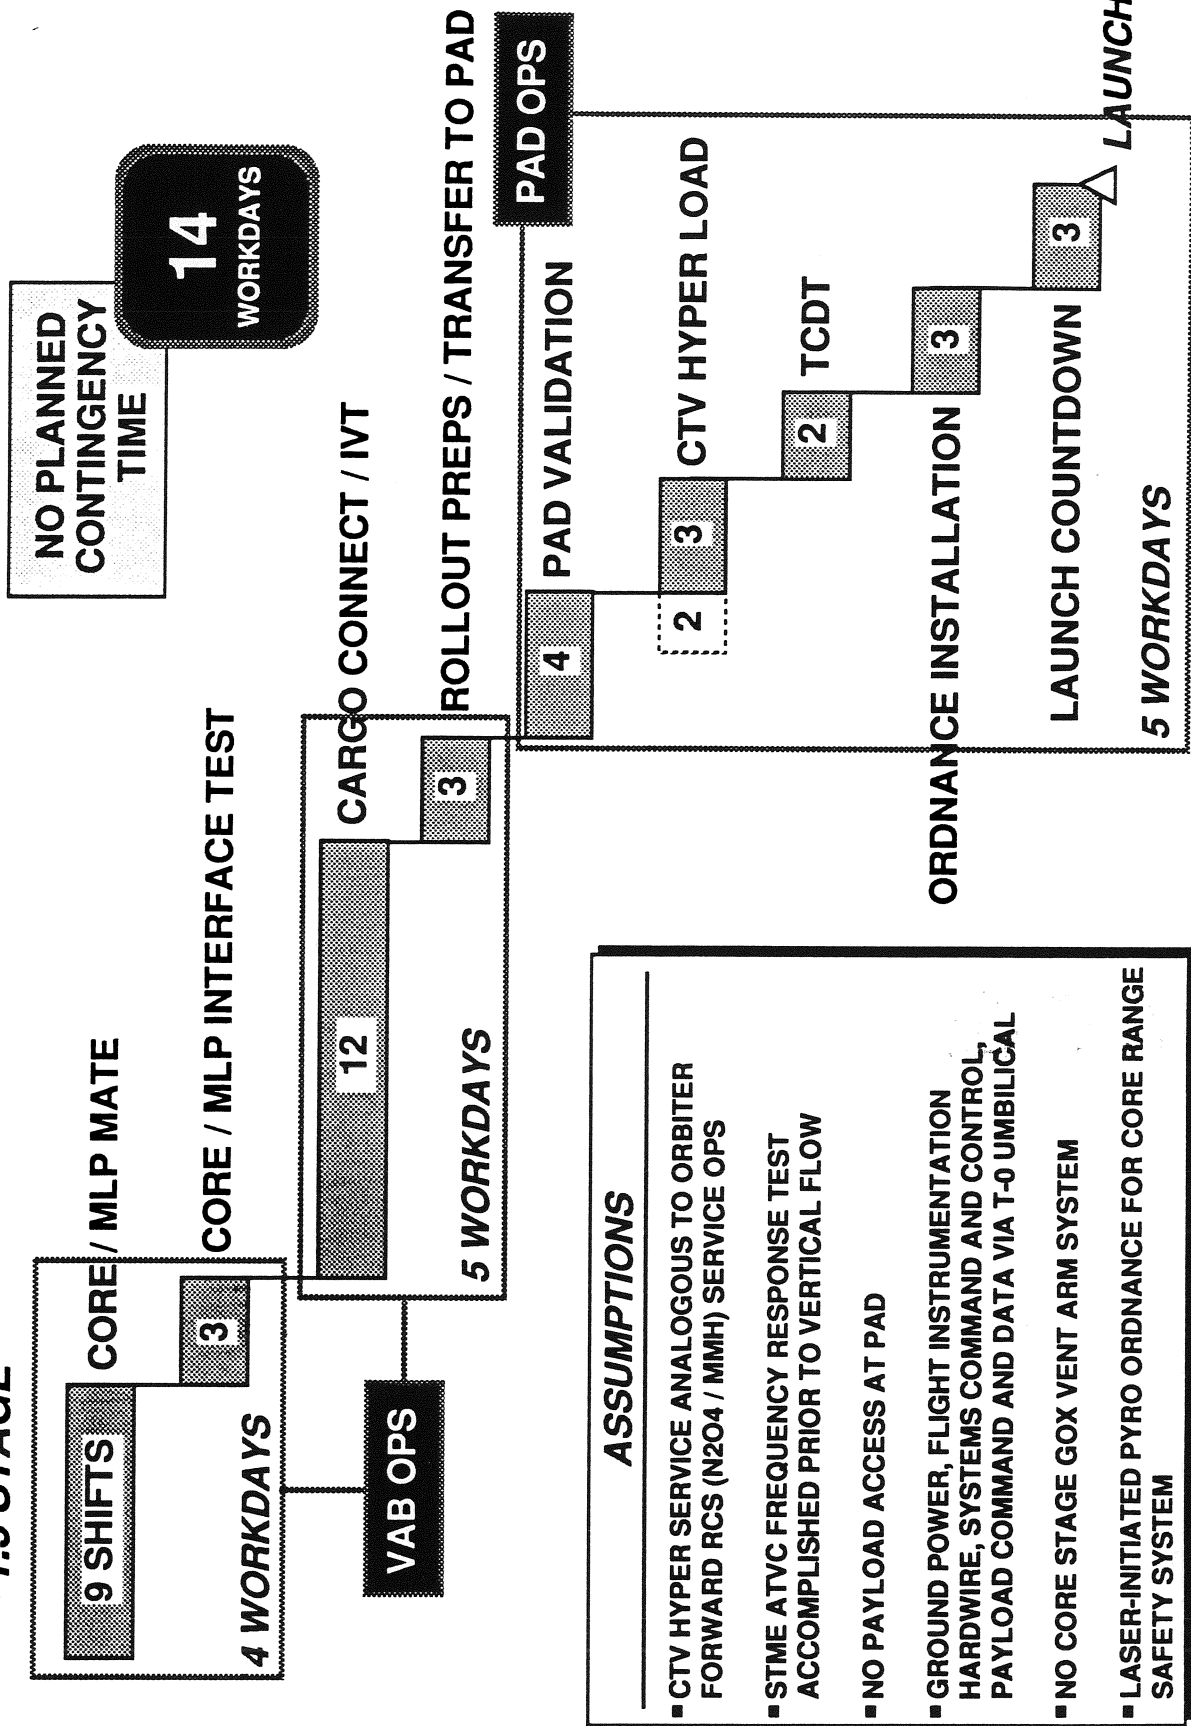 1.5 STAGE
NO PLANNED
CONTINGENCY
TIME
14
WORKDAYS
9 SHIFTS
CORE / MLP MATE
3
CORE / MLP INTERFACE TEST
4 WORKDAYS
VAB OPS
12
CARGO CONNECT / IVT
3
ROLLOUT PREPS / TRANSFER TO PAD
5 WORKDAYS
PAD OPS
4
PAD VALIDATION
2
3
CTV HYPER LOAD
2
TCDT
3
ORDNANCE INSTALLATION
3
LAUNCH COUNTDOWN
LAUNCH
5 WORKDAYS
ASSUMPTIONS
▪ CTV HYPER SERVICE ANALOGOUS TO ORBITER
FORWARD RCS (N2O4 / MMH) SERVICE OPS
▪ STME ATVC FREQUENCY RESPONSE TEST
ACCOMPLISHED PRIOR TO VERTICAL FLOW
▪ NO PAYLOAD ACCESS AT PAD
▪ GROUND POWER, FLIGHT INSTRUMENTATION
HARDWIRE, SYSTEMS COMMAND AND CONTROL,
PAYLOAD COMMAND AND DATA VIA T-0 UMBILICAL
▪ NO CORE STAGE GOX VENT ARM SYSTEM
▪ LASER-INITIATED PYRO ORDNANCE FOR CORE RANGE
SAFETY SYSTEM